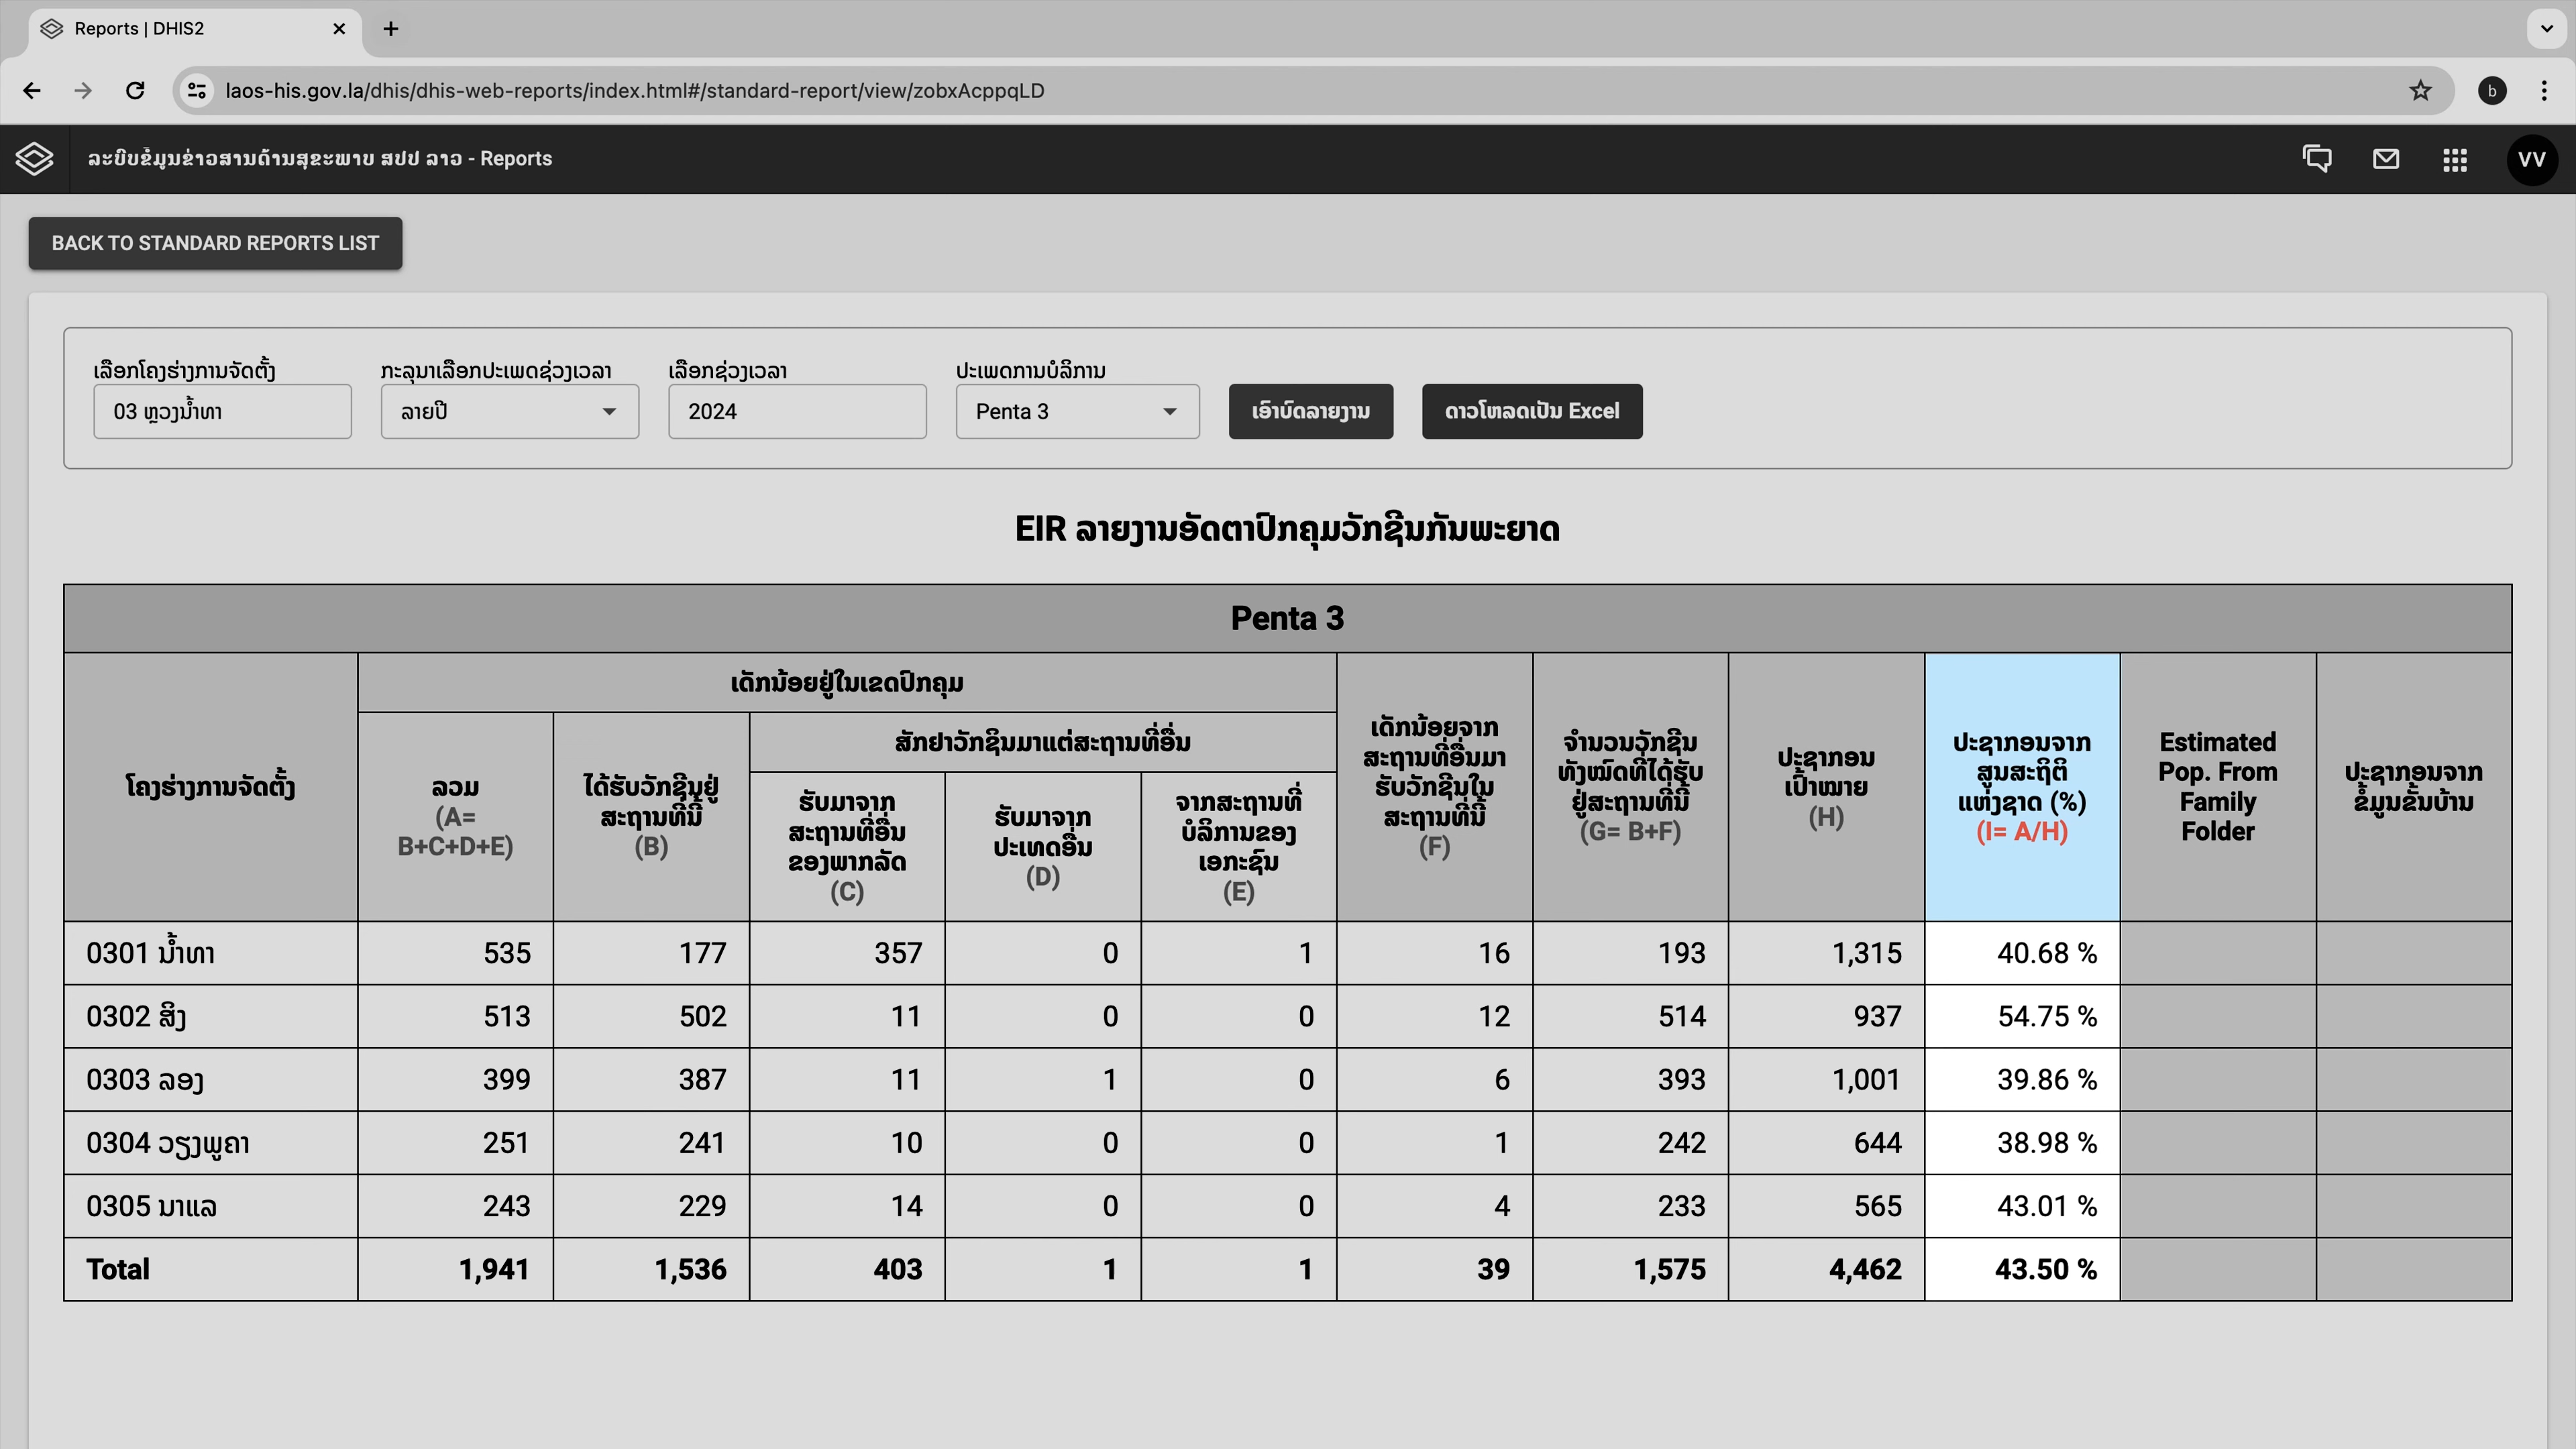 Reports | DHIS2
laos-his.gov.la/dhis/dhis-web-reports/index.html#/standard-report/view/zobxAcppqLD
b
ລະບົບຂໍ້ມູນຂ່າວສານດ້ານສຸຂະພາບ ສປປ ລາວ - Reports
VV
BACK TO STANDARD REPORTS LIST
ເລືອກໂຄງຮ່າງການຈັດຕັ້ງ
ກະລຸນາເລືອກປະເພດຊ່ວງເວລາ
ເລືອກຊ່ວງເວລາ
ປະເພດການບໍລິການ
03 ຫຼວງນ້ຳທາ
ລາຍປີ
2024
Penta 3
ເອົາບົດລາຍງານ
ດາວໂຫລດເປັນ Excel
EIR ລາຍງານອັດຕາປົກຄຸມວັກຊີນກັນພະຍາດ
Penta 3
ໂຄງຮ່າງການຈັດຕັ້ງ
ເດັກນ້ອຍຢູ່ໃນເຂດປົກຄຸມ
ລວມ
(A=
B+C+D+E)
ໄດ້ຮັບວັກຊີນຢູ່
ສະຖານທີ່ນີ້
(B)
ສັກຢາວັກຊິນມາແຕ່ສະຖານທີ່ອື່ນ
ຮັບມາຈາກ
ສະຖານທີ່ອື່ນ
ຂອງພາກລັດ
(C)
ຮັບມາຈາກ
ປະເທດອື່ນ
(D)
ຈາກສະຖານທີ່
ບໍລິການຂອງ
ເອກະຊົນ
(E)
ເດັກນ້ອຍຈາກ
ສະຖານທີ່ອື່ນມາ
ຮັບວັກຊີນໃນ
ສະຖານທີ່ນີ້
(F)
ຈຳນວນວັກຊີນ
ທັງໝົດທີ່ໄດ້ຮັບ
ຢູ່ສະຖານທີ່ນີ້
(G= B+F)
ປະຊາກອນ
ເປົ້າໝາຍ
(H)
ປະຊາກອນຈາກ
ສູນສະຖິຕິ
ແຫ່ງຊາດ (%)
(I= A/H)
Estimated
Pop. From
Family
Folder
ປະຊາກອນຈາກ
ຂໍ້ມູນຂັ້ນບ້ານ
0301 ນ້ຳທາ 535 177 357 0 1 16 193 1,315 40.68 %
0302 ສິງ 513 502 11 0 0 12 514 937 54.75 %
0303 ລອງ 399 387 11 1 0 6 393 1,001 39.86 %
0304 ວຽງພູຄາ 251 241 10 0 0 1 242 644 38.98 %
0305 ນາແລ 243 229 14 0 0 4 233 565 43.01 %
Total 1,941 1,536 403 1 1 39 1,575 4,462 43.50 %